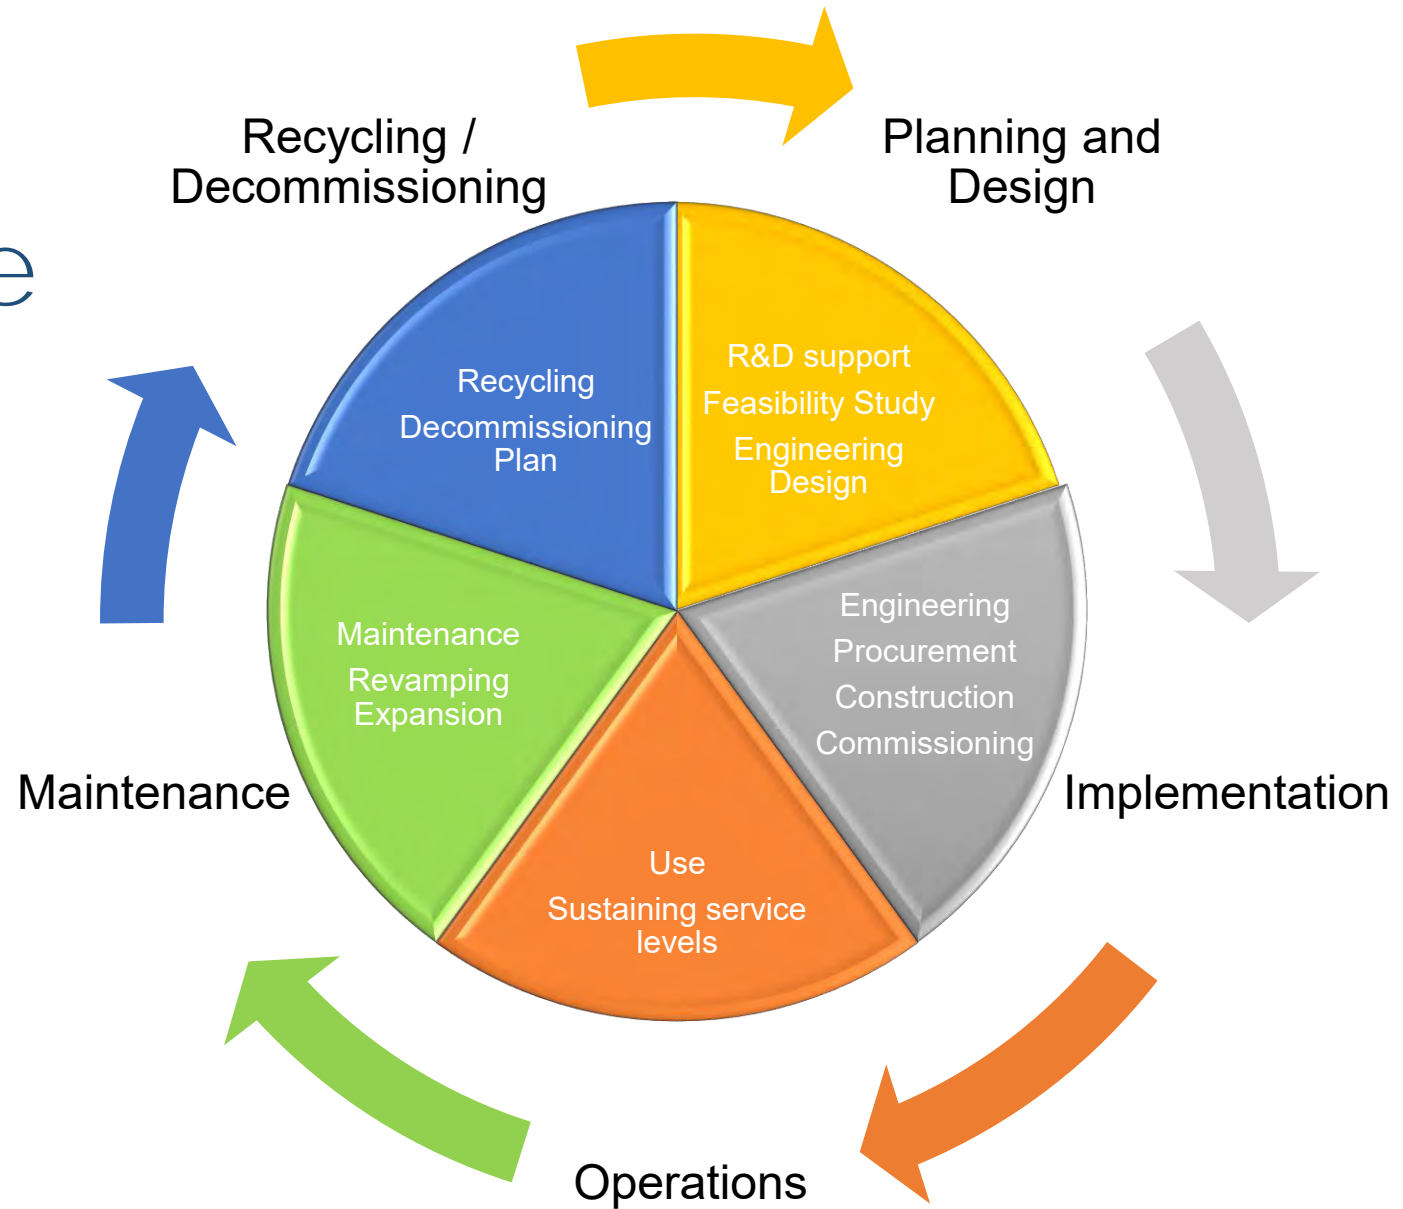 Recycling /
Decommissioning
Planning and
Design
e
Recycling
Decommissioning
Plan
R&D support
Feasibility Study
Engineering
Design
Maintenance
Revamping
Expansion
Engineering
Procurement
Construction
Commissioning
Maintenance
Implementation
Use
Sustaining service
levels
Operations